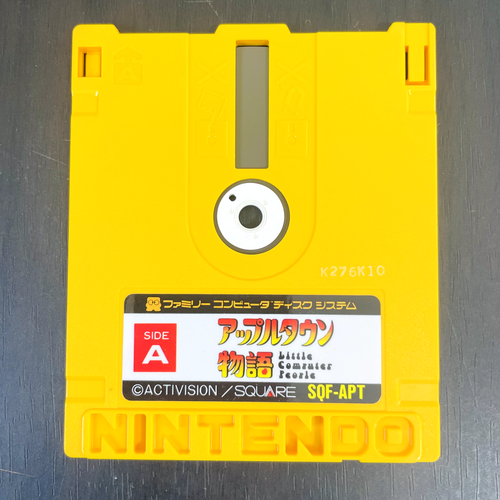 K276K10
ファミリー コンピュータ ディスク システム
SIDE
A
アップルタウン
物語
Little
Computer
People
©ACTIVISION／SQUARE SQF-APT
NINTENDO